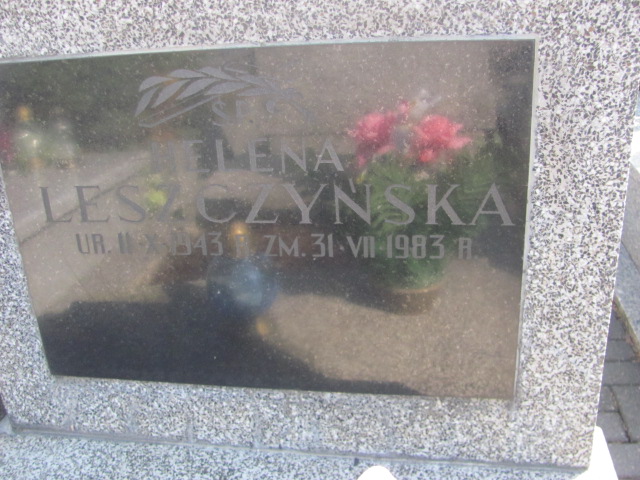 Ś.P.
HELENA
LESZCZYŃSKA
UR. 11·X·1943 R. ZM. 31·VII·1983 R.